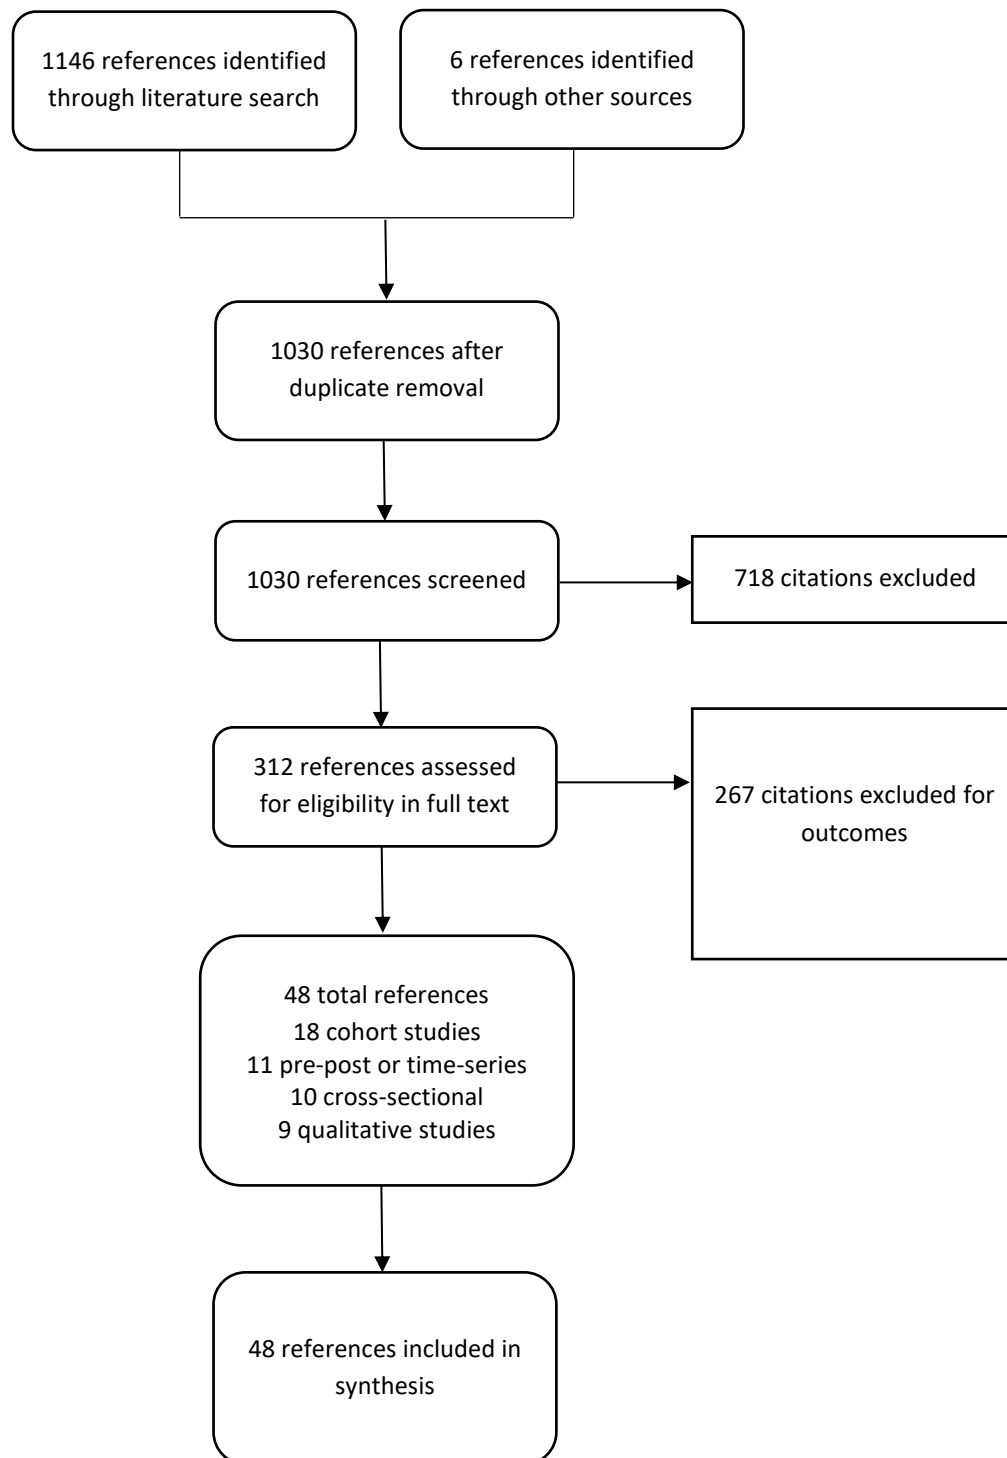 1146 references identified
through literature search
6 references identified
through other sources
1030 references after
duplicate removal
1030 references screened
718 citations excluded
312 references assessed
for eligibility in full text
267 citations excluded for
outcomes
48 total references
18 cohort studies
11 pre-post or time-series
10 cross-sectional
9 qualitative studies
48 references included in
synthesis